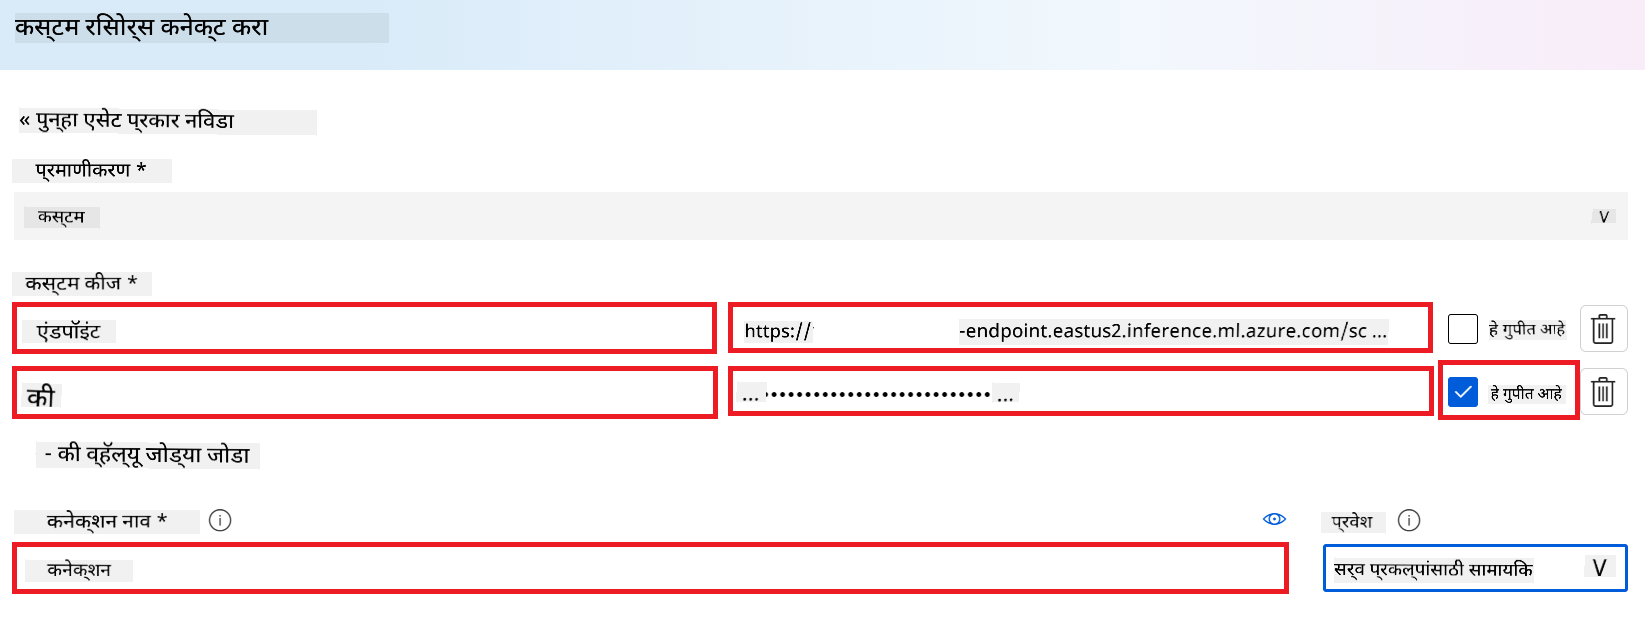 कस्टम रिसोर्स कनेक्ट करा
« पुन्हा एसेट प्रकार निवडा
प्रमाणीकरण *
कस्टम V
कस्टम कीज *
एंडपॉइंट https:// -endpoint.eastus2.inference.ml.azure.com/sc ... हे गुपीत आहे
की ... •••••••••••••••••••••••••••• ... हे गुपीत आहे
- की व्हॅल्यू जोड्या जोडा
कनेक्शन नाव * प्रवेश
कनेक्शन सर्व प्रकल्पांसाठी सामायिक V